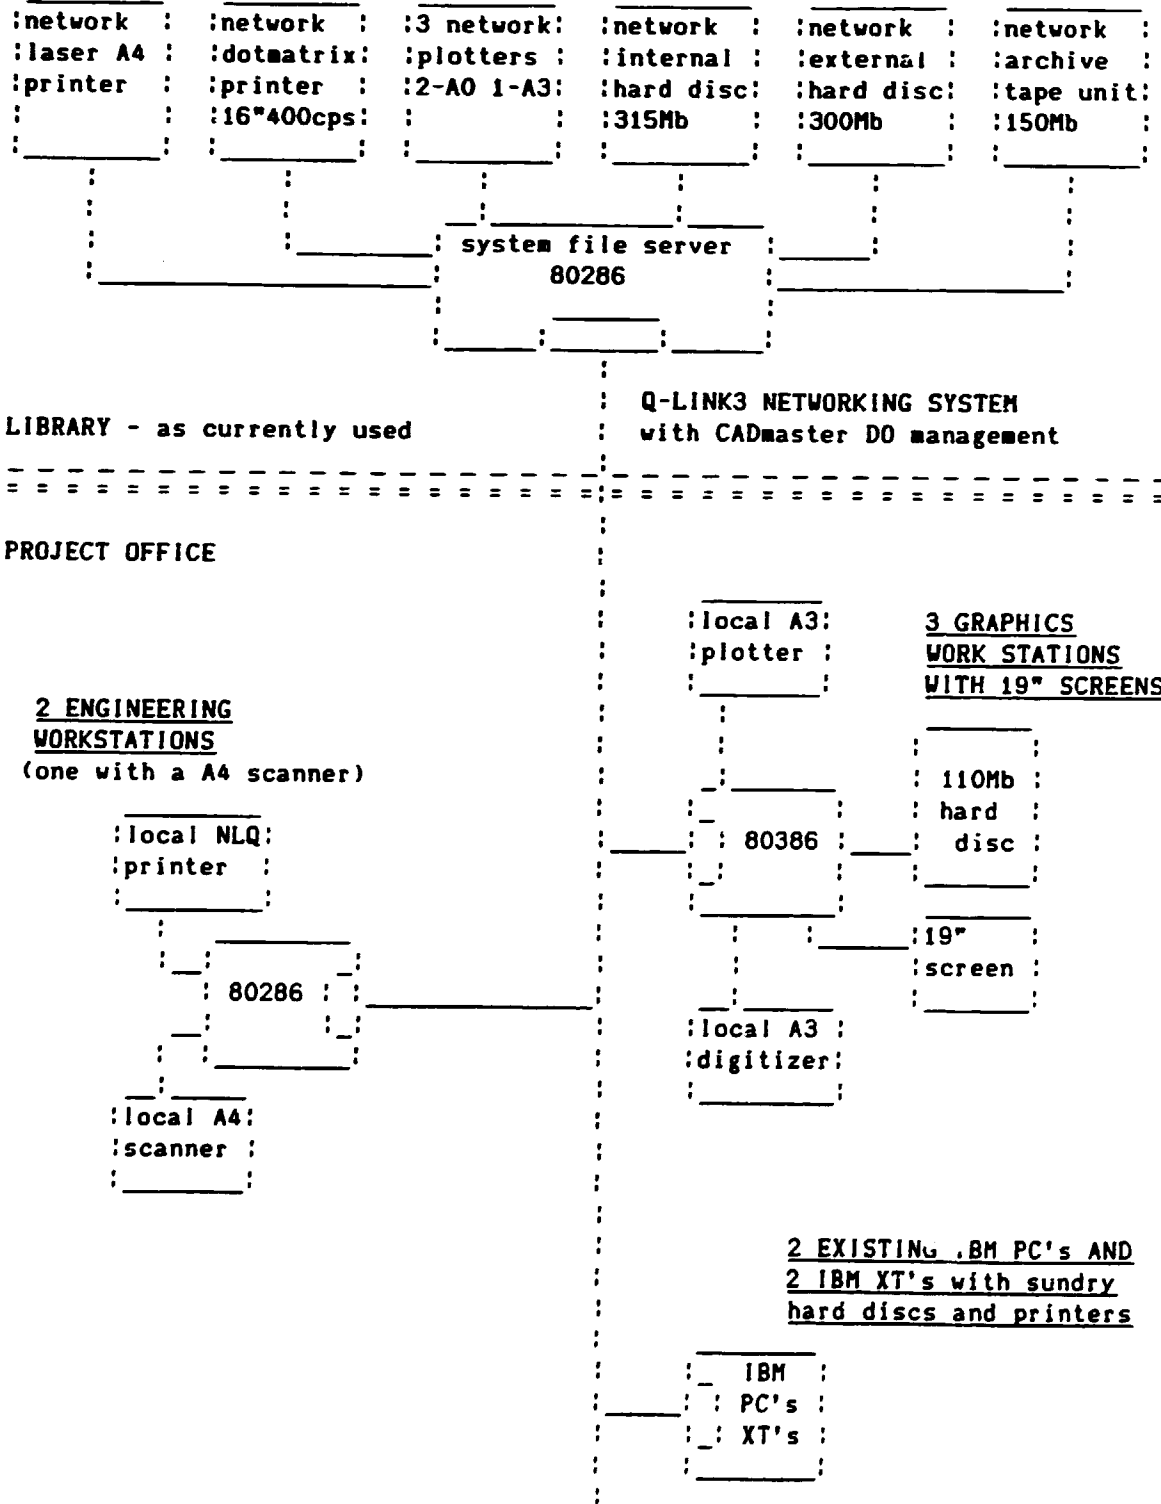 network laser A4 printer
network dotmatrix printer 16"400cps
3 network plotters 2-A0 1-A3
network internal hard disc 315Mb
network external hard disc 300Mb
network archive tape unit 150Mb
system file server
80286
Q-LINK3 NETWORKING SYSTEM
with CADmaster DO management
LIBRARY - as currently used
PROJECT OFFICE
local A3
plotter
3 GRAPHICS
WORK STATIONS
WITH 19" SCREENS
2 ENGINEERING
WORKSTATIONS
(one with a A4 scanner)
110Mb
hard
disc
80386
local NLQ
printer
19"
screen
80286
local A3
digitizer
local A4
scanner
2 EXISTING IBM PC's AND
2 IBM XT's with sundry
hard discs and printers
IBM
PC's
XT's